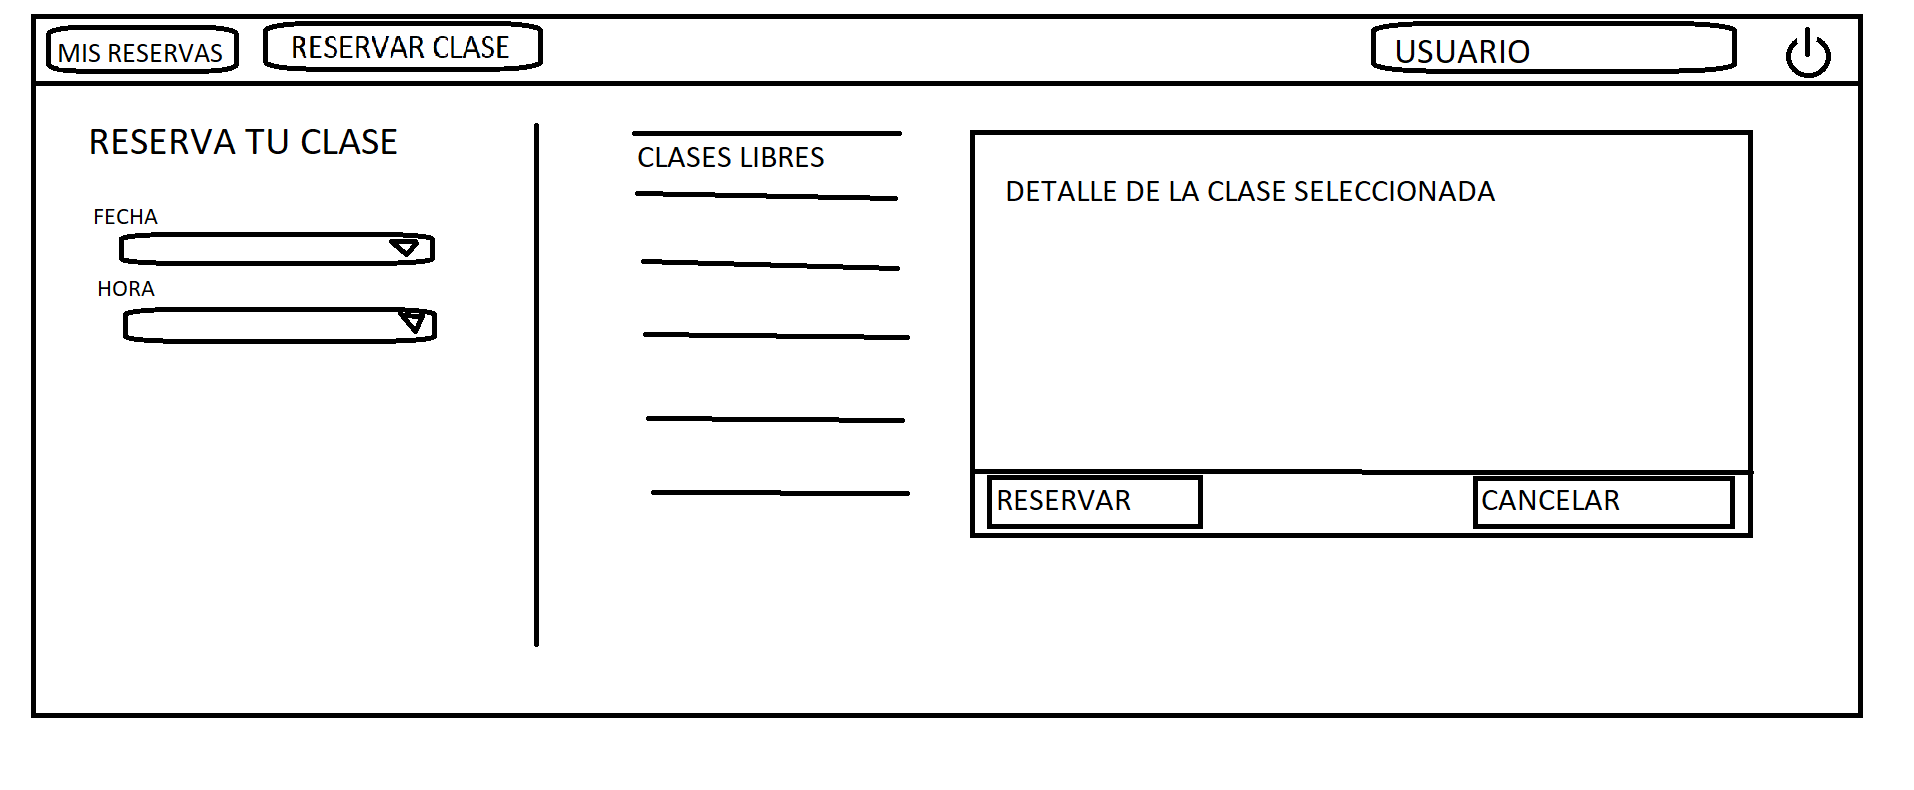 MIS RESERVAS
RESERVAR CLASE
USUARIO
RESERVA TU CLASE
FECHA
HORA
CLASES LIBRES
DETALLE DE LA CLASE SELECCIONADA
RESERVAR
CANCELAR